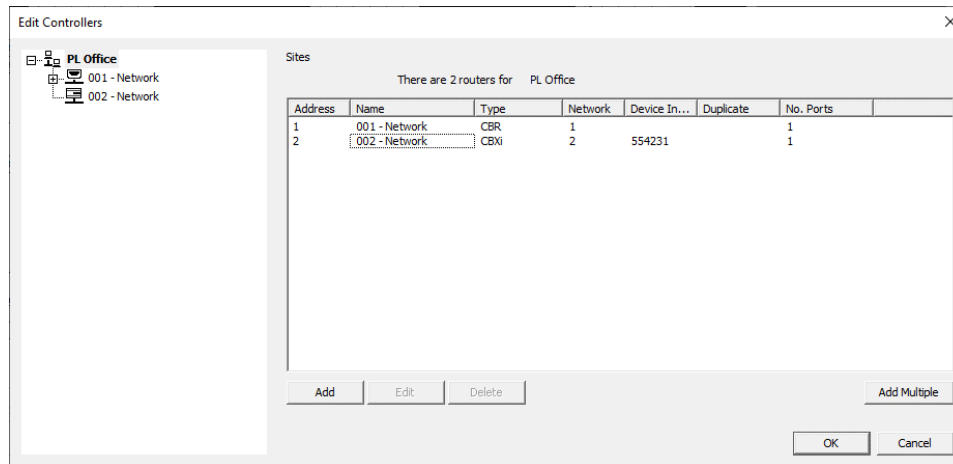 Edit Controllers
PL Office
001 - Network
002 - Network
Sites
There are 2 routers for PL Office
Address Name Type Network Device In... Duplicate No. Ports
1 001 - Network CBR 1 1
2 002 - Network CBXi 2 554231 1
Add Edit Delete Add Multiple
OK Cancel